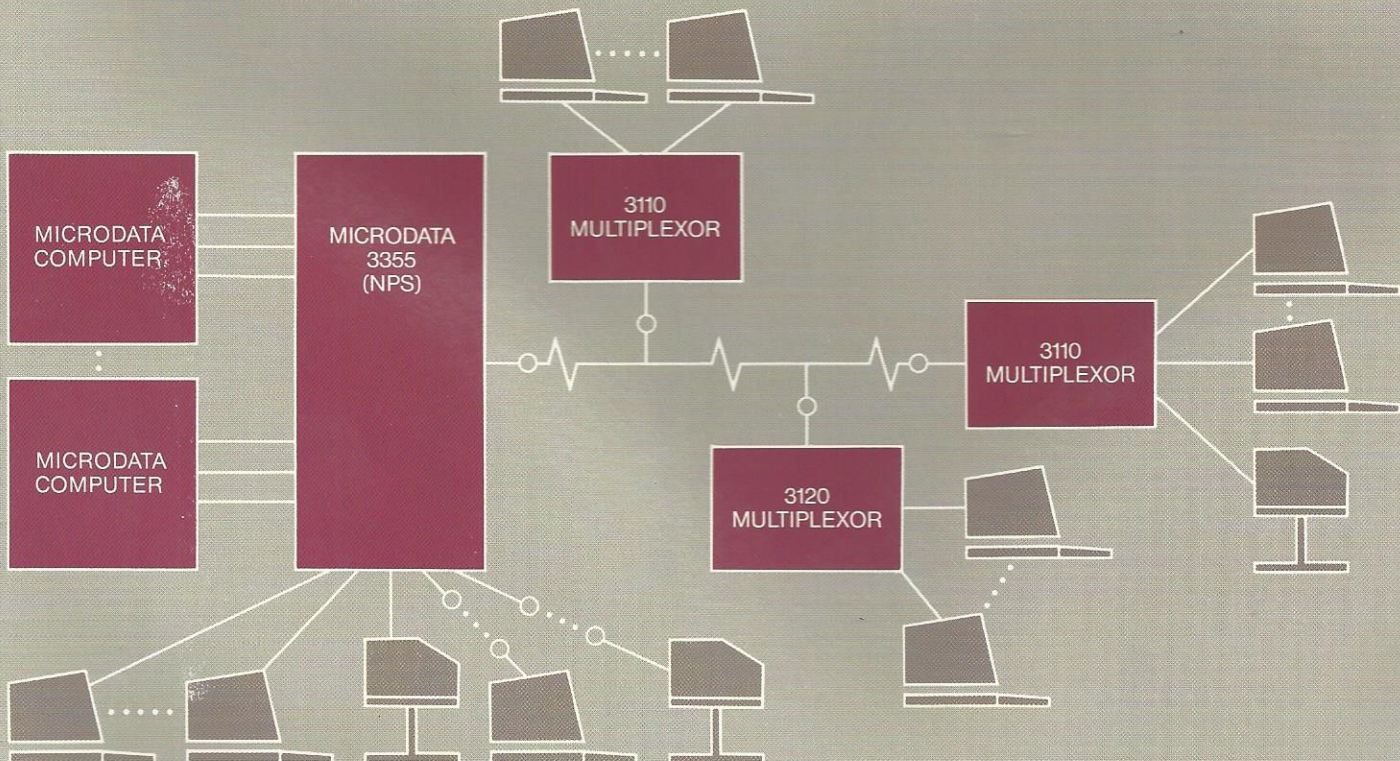 MICRODATA
COMPUTER
MICRODATA
3355
(NPS)
3110
MULTIPLEXOR
3110
MULTIPLEXOR
MICRODATA
COMPUTER
3120
MULTIPLEXOR